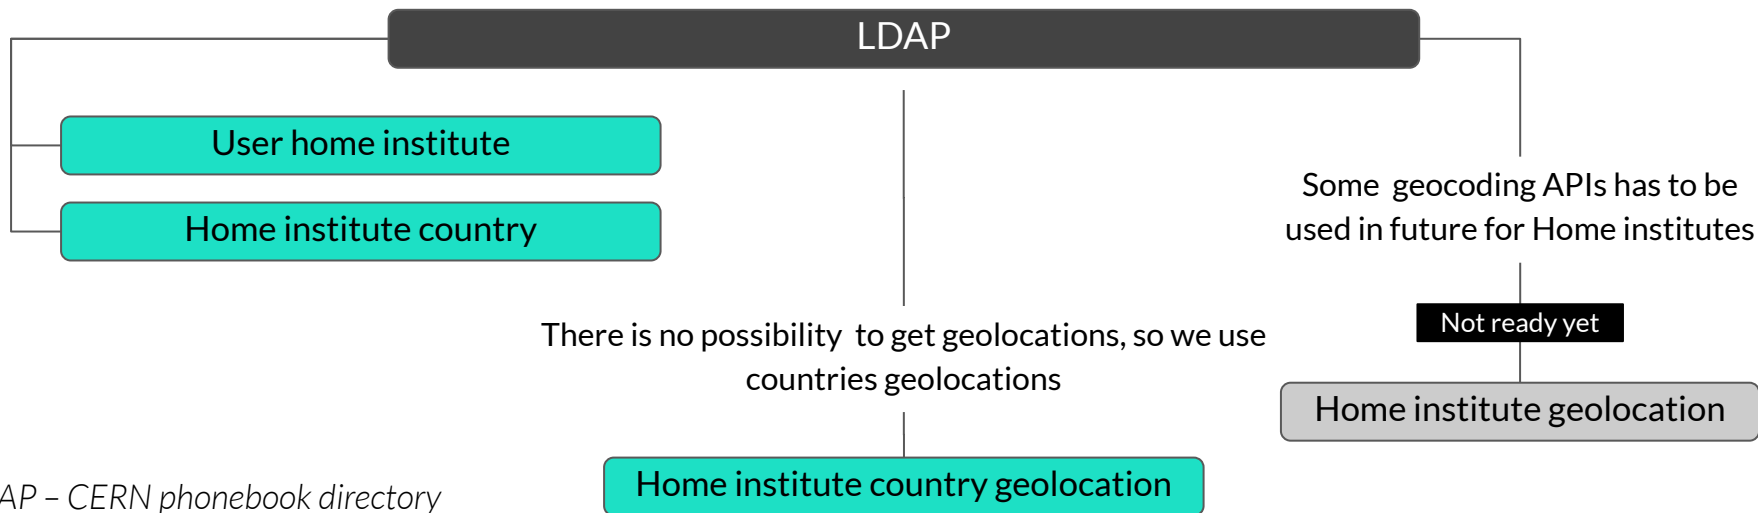 LDAP
User home institute
Home institute country
Some geocoding APIs has to be
used in future for Home institutes
Not ready yet
There is no possibility to get geolocations, so we use
countries geolocations
Home institute geolocation
Home institute country geolocation
AP – CERN phonebook directory